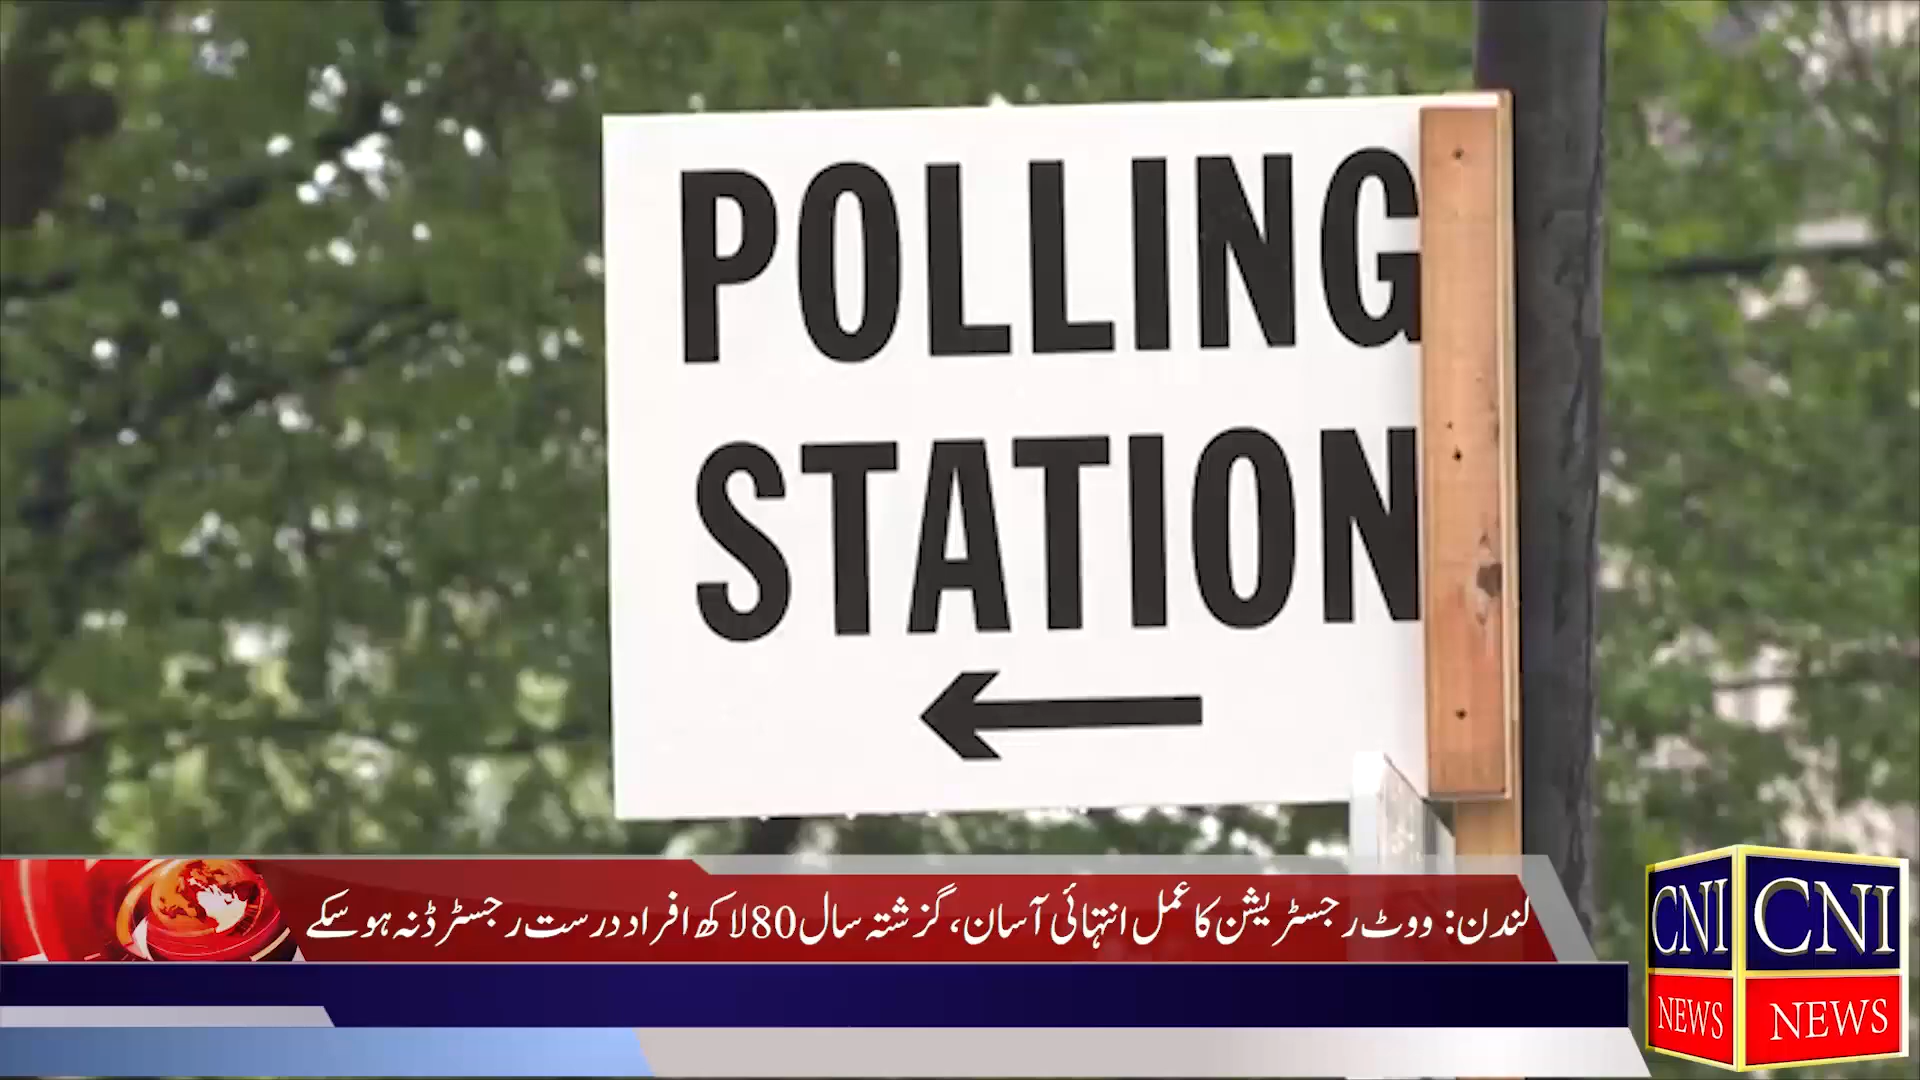 POLLING
STATION
لندن: ووٹ رجسٹریشن کا عمل انتہائی آسان، گزشتہ سال 80 لاکھ افراد درست رجسٹرڈ نہ ہو سکے
CNI CNI
NEWS NEWS